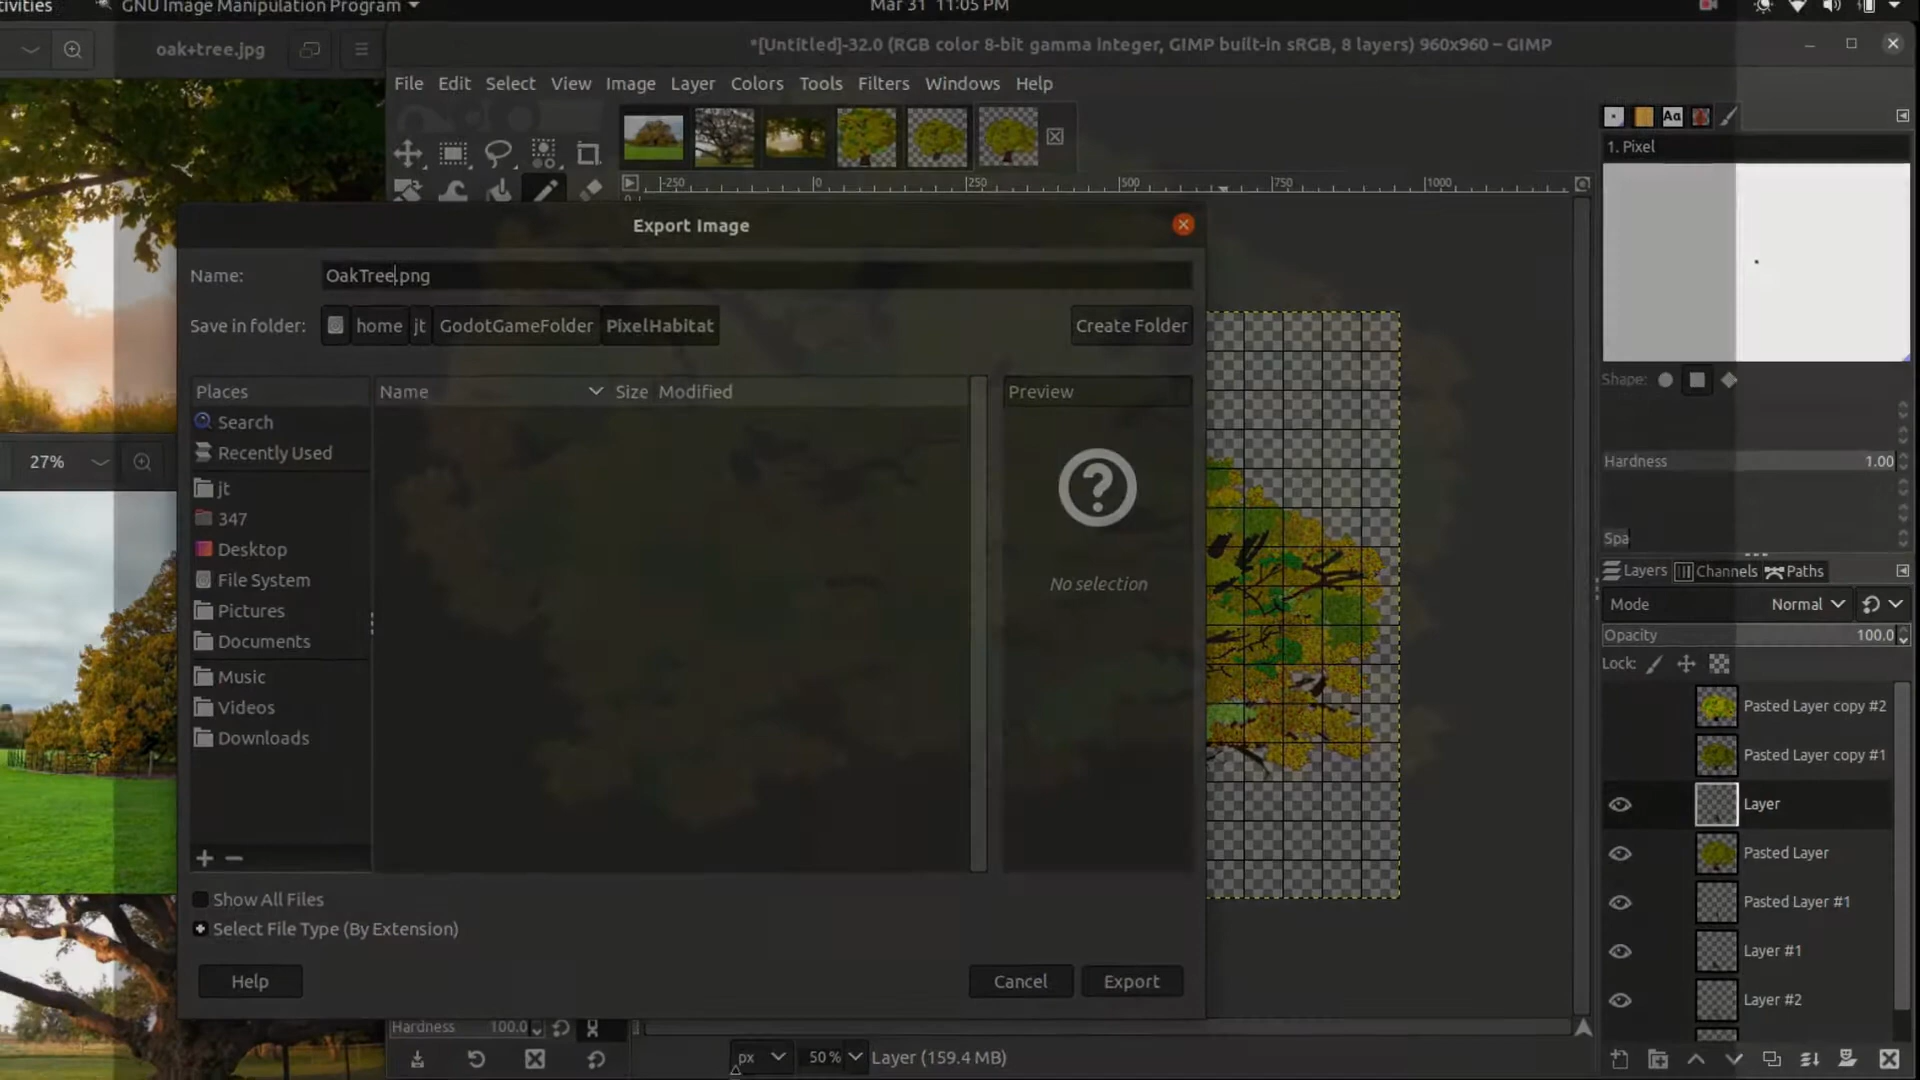 tivities
GNU Image Manipulation Program
Mar 31 11:05 PM
oak+tree.jpg
*[Untitled]-32.0 (RGB color 8-bit gamma integer, GIMP built-in sRGB, 8 layers) 960x960 – GIMP
File Edit Select View Image Layer Colors Tools Filters Windows Help
Aa
1. Pixel
-250 0 250 500 750 1000
Export Image
Name: OakTree.png
Save in folder: home jt GodotGameFolder PixelHabitat Create Folder
Places
Search
Recently Used
jt
347
Desktop
File System
Pictures
Documents
Music
Videos
Downloads
Name Size Modified
Preview
No selection
Show All Files
Select File Type (By Extension)
Help Cancel Export
27%
Shape:
Hardness 1.00
Spa
Layers Channels Paths
Mode Normal
Opacity 100.0
Lock:
Pasted Layer copy #2
Pasted Layer copy #1
Layer
Pasted Layer
Pasted Layer #1
Layer #1
Layer #2
Hardness 100.0
px 50 % Layer (159.4 MB)